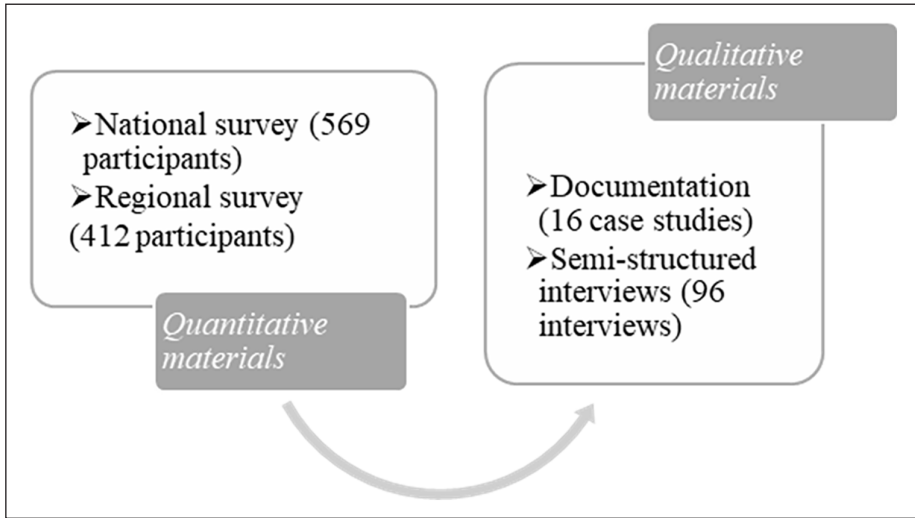 ➤National survey (569
participants)
➤Regional survey
(412 participants)
Quantitative
materials
Qualitative
materials
➤Documentation
(16 case studies)
➤Semi-structured
interviews (96
interviews)